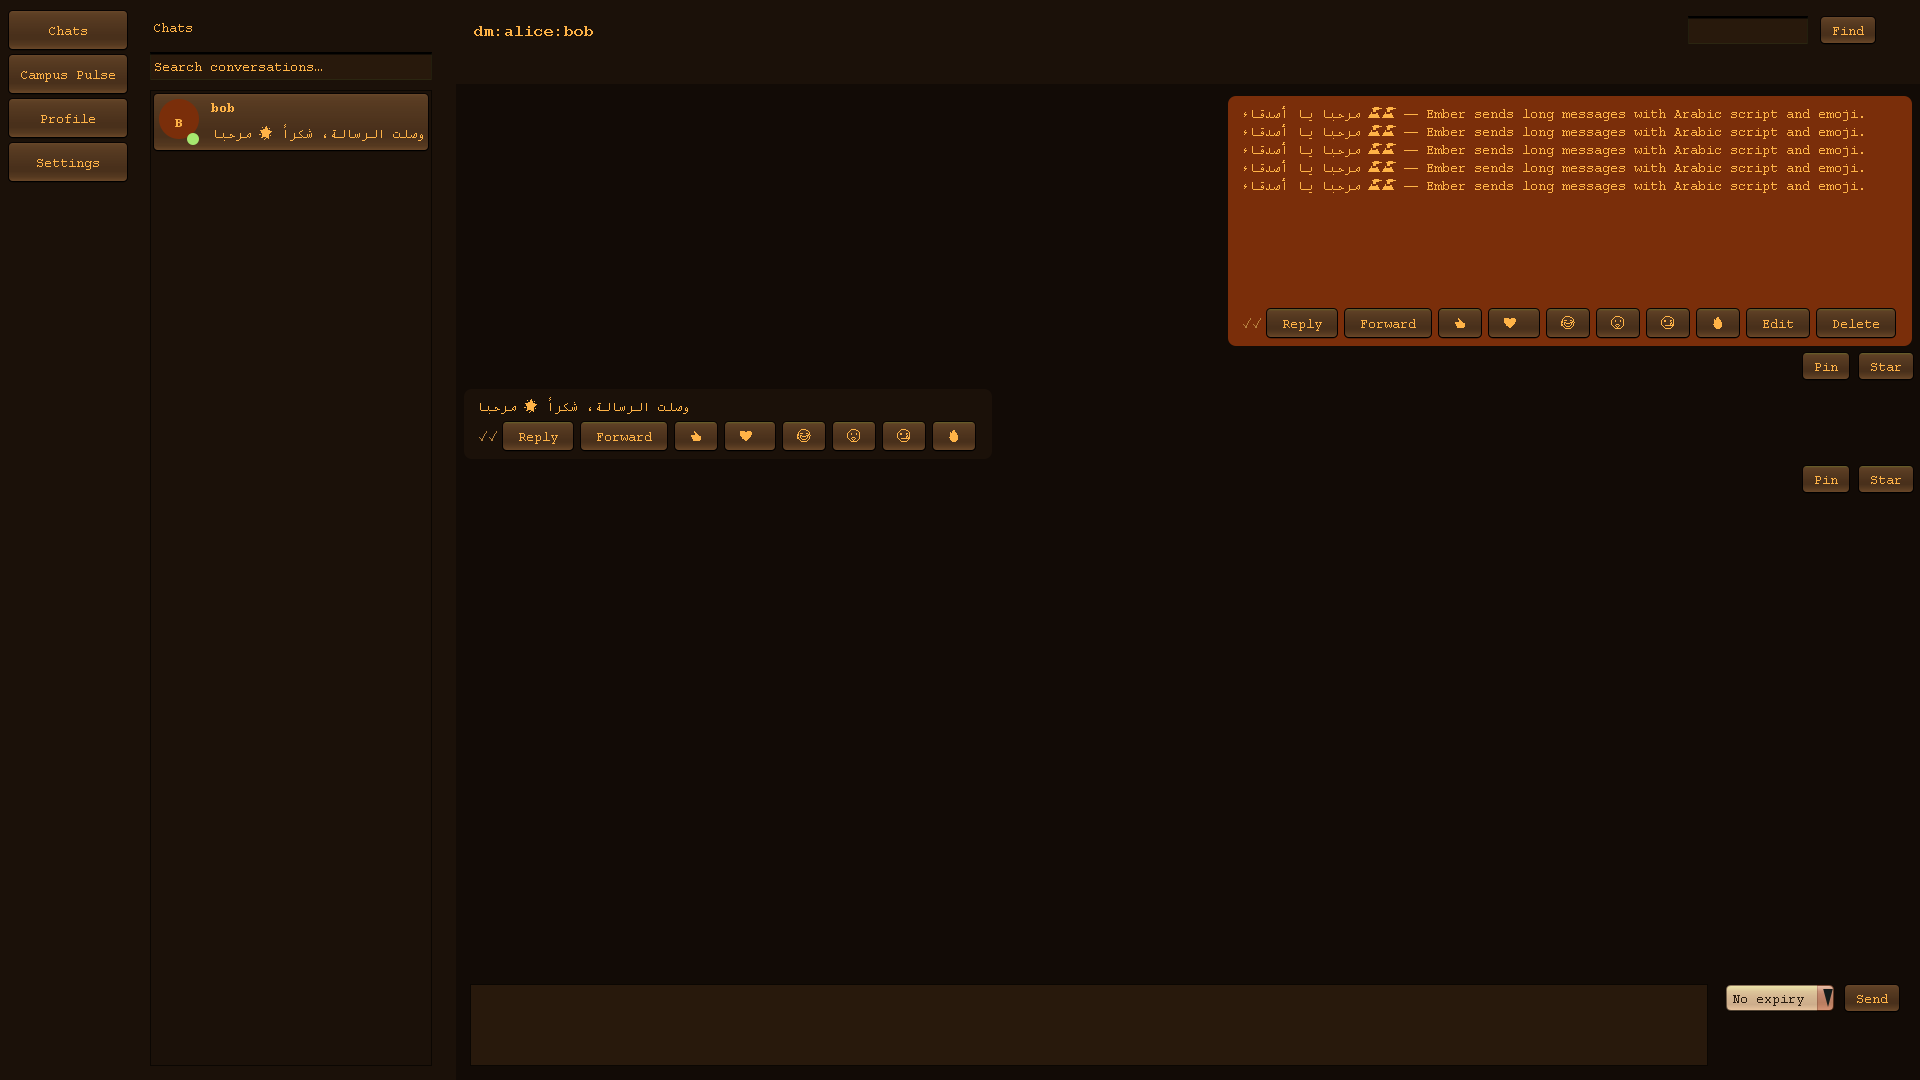 Chats
Campus Pulse
Profile
Settings
Chats
Search conversations…
B
bob
مرحبا 🌟 وصلت الرسالة، شكراً
dm:alice:bob
Find
مرحبا يا أصدقاء 🌋🌋 — Ember sends long messages with Arabic script and emoji.
مرحبا يا أصدقاء 🌋🌋 — Ember sends long messages with Arabic script and emoji.
مرحبا يا أصدقاء 🌋🌋 — Ember sends long messages with Arabic script and emoji.
مرحبا يا أصدقاء 🌋🌋 — Ember sends long messages with Arabic script and emoji.
مرحبا يا أصدقاء 🌋🌋 — Ember sends long messages with Arabic script and emoji.
✓✓ Reply Forward Edit Delete
Pin Star
مرحبا 🌟 وصلت الرسالة، شكراً
✓✓ Reply Forward
Pin Star
No expiry
Send